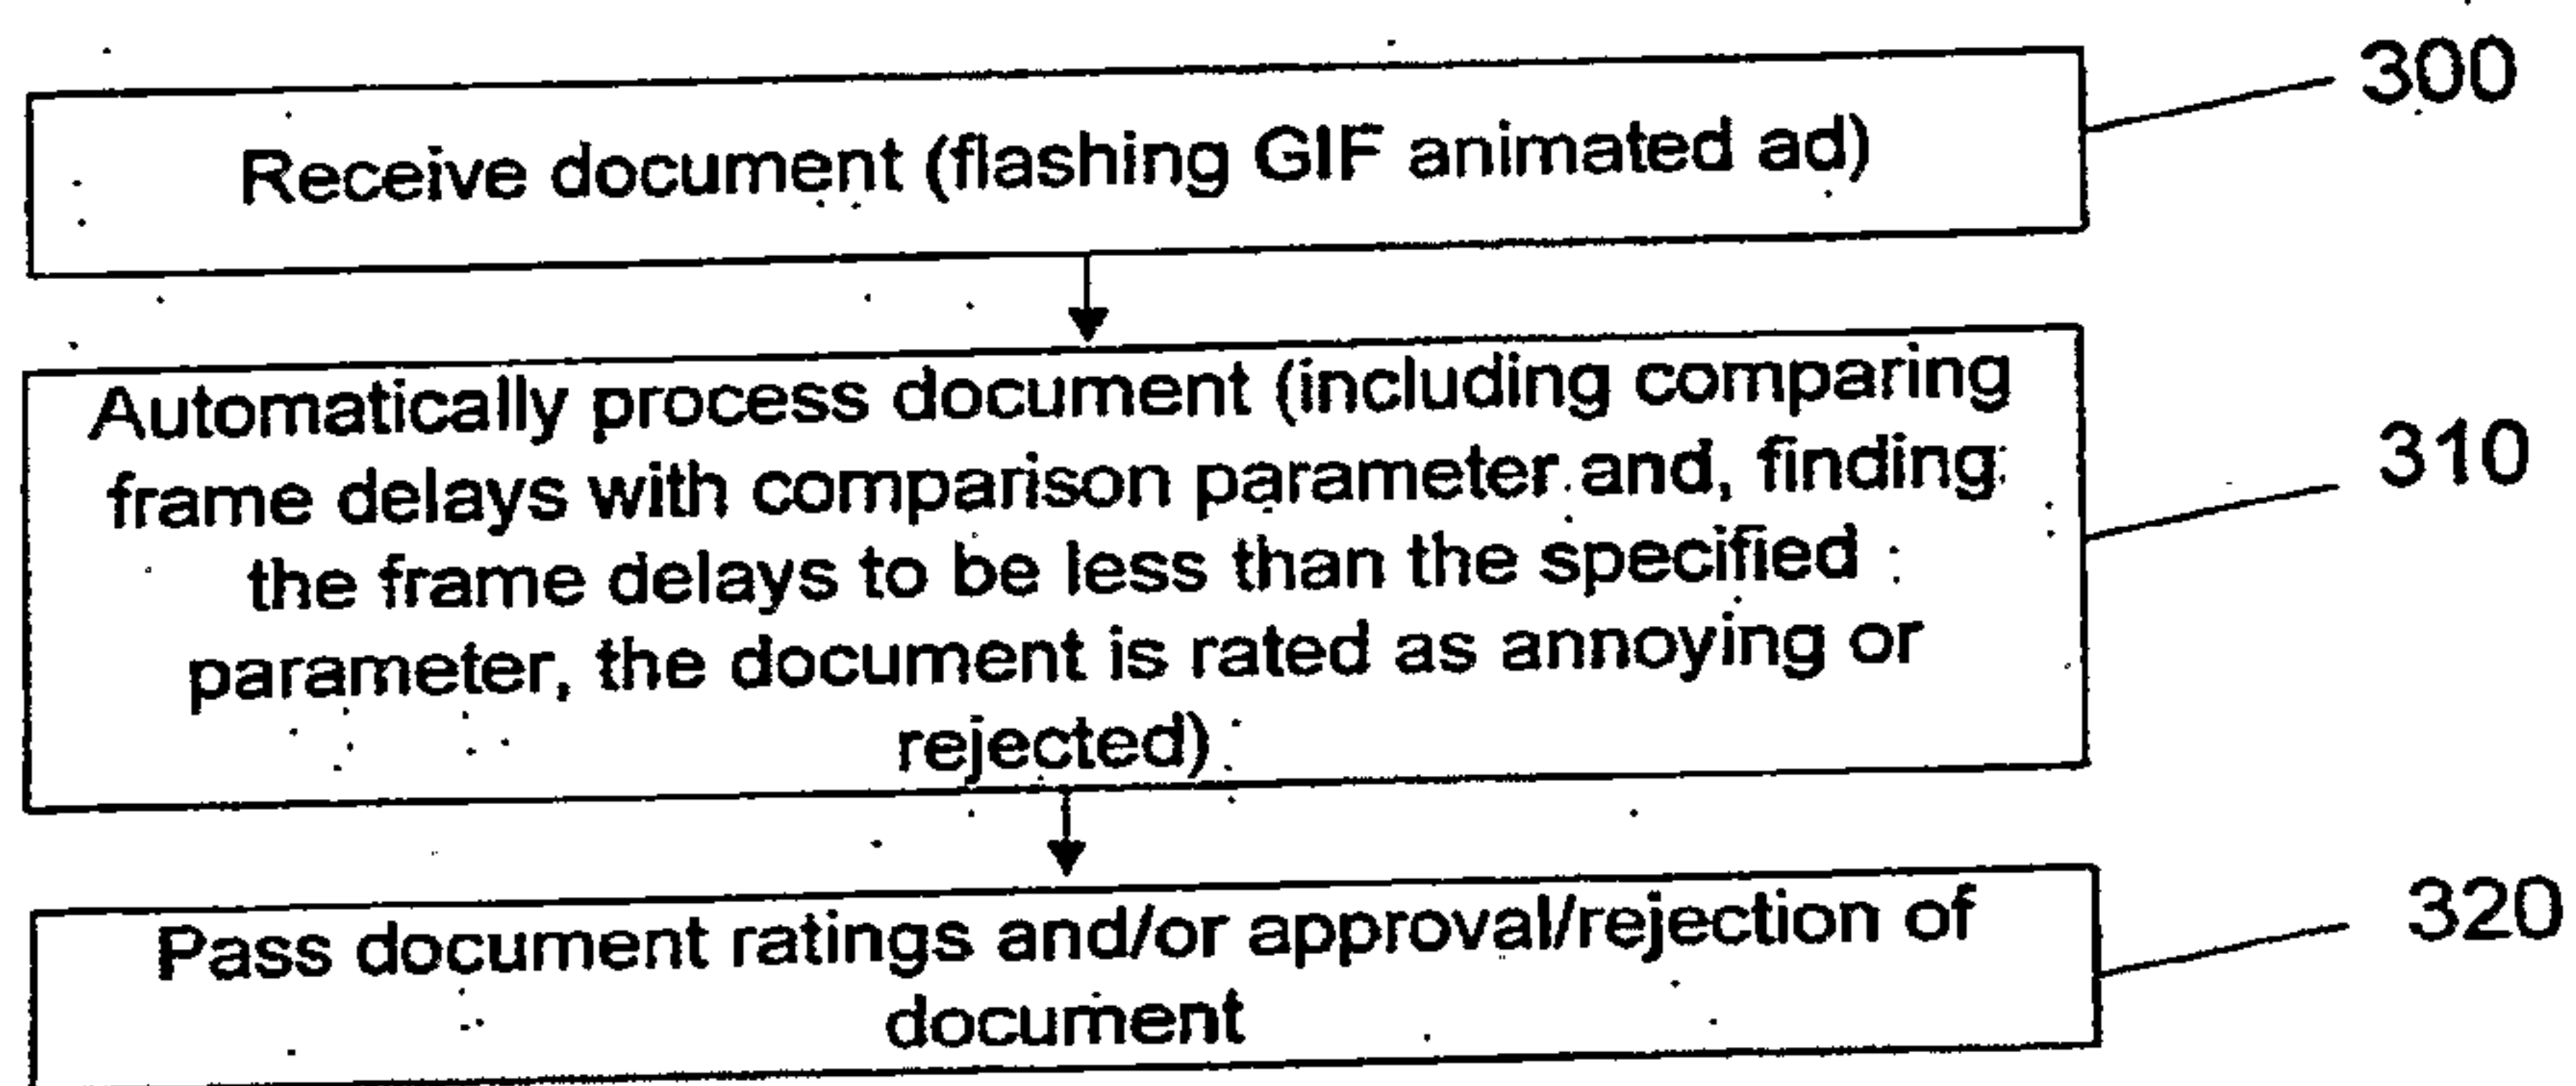 300
Receive document (flashing GIF animated ad)
Automatically process document (including comparing
frame delays with comparison parameter and, finding
the frame delays to be less than the specified
parameter, the document is rated as annoying or
rejected)
310
Pass document ratings and/or approval/rejection of
document
320